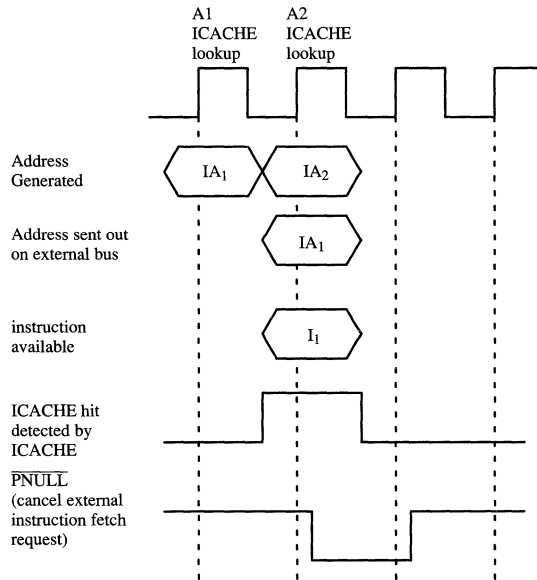 A1
ICACHE
lookup
A2
ICACHE
lookup
Address
Generated
IA1
IA2
Address sent out
on external bus
IA1
instruction
available
I1
ICACHE hit
detected by
ICACHE
PNULL
(cancel external
instruction fetch
request)